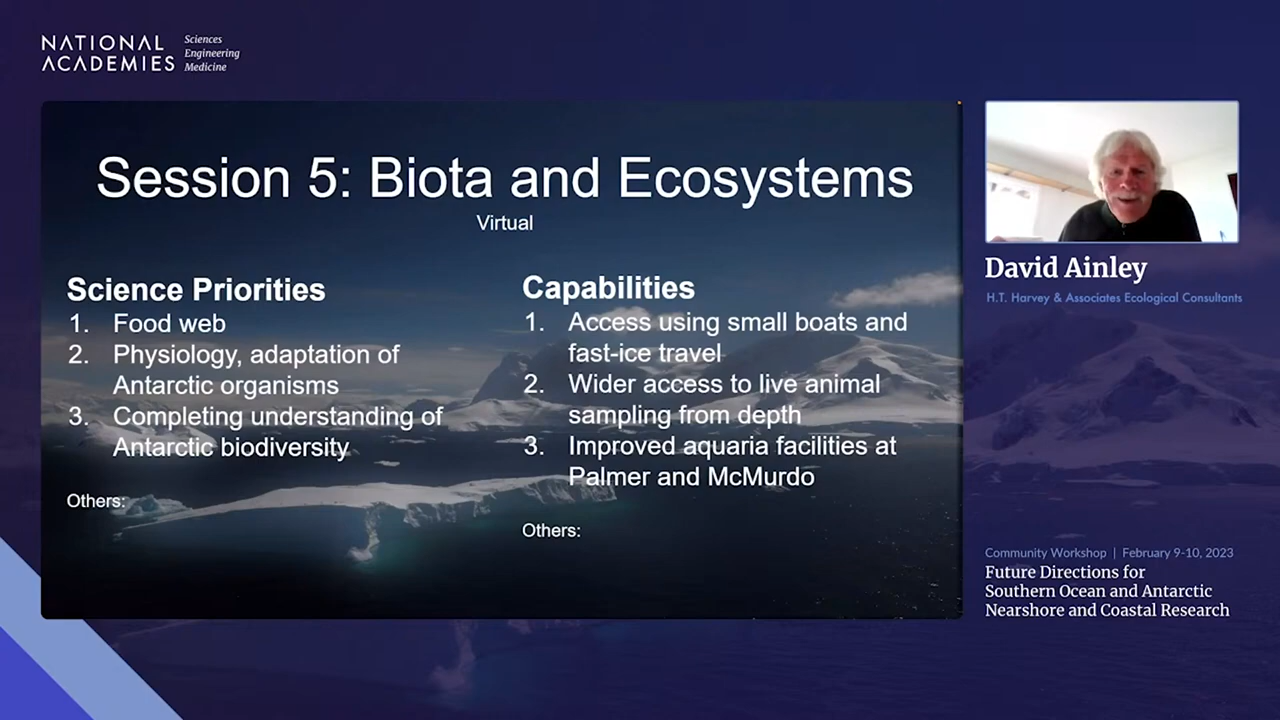 NATIONAL
ACADEMIES
Sciences
Engineering
Medicine
Session 5: Biota and Ecosystems
Virtual
Science Priorities
1. Food web
2. Physiology, adaptation of
Antarctic organisms
3. Completing understanding of
Antarctic biodiversity
Others:
Capabilities
1. Access using small boats and
fast-ice travel
2. Wider access to live animal
sampling from depth
3. Improved aquaria facilities at
Palmer and McMurdo
Others:
David Ainley
H.T. Harvey & Associates Ecological Consultants
Community Workshop | February 9-10, 2023
Future Directions for
Southern Ocean and Antarctic
Nearshore and Coastal Research